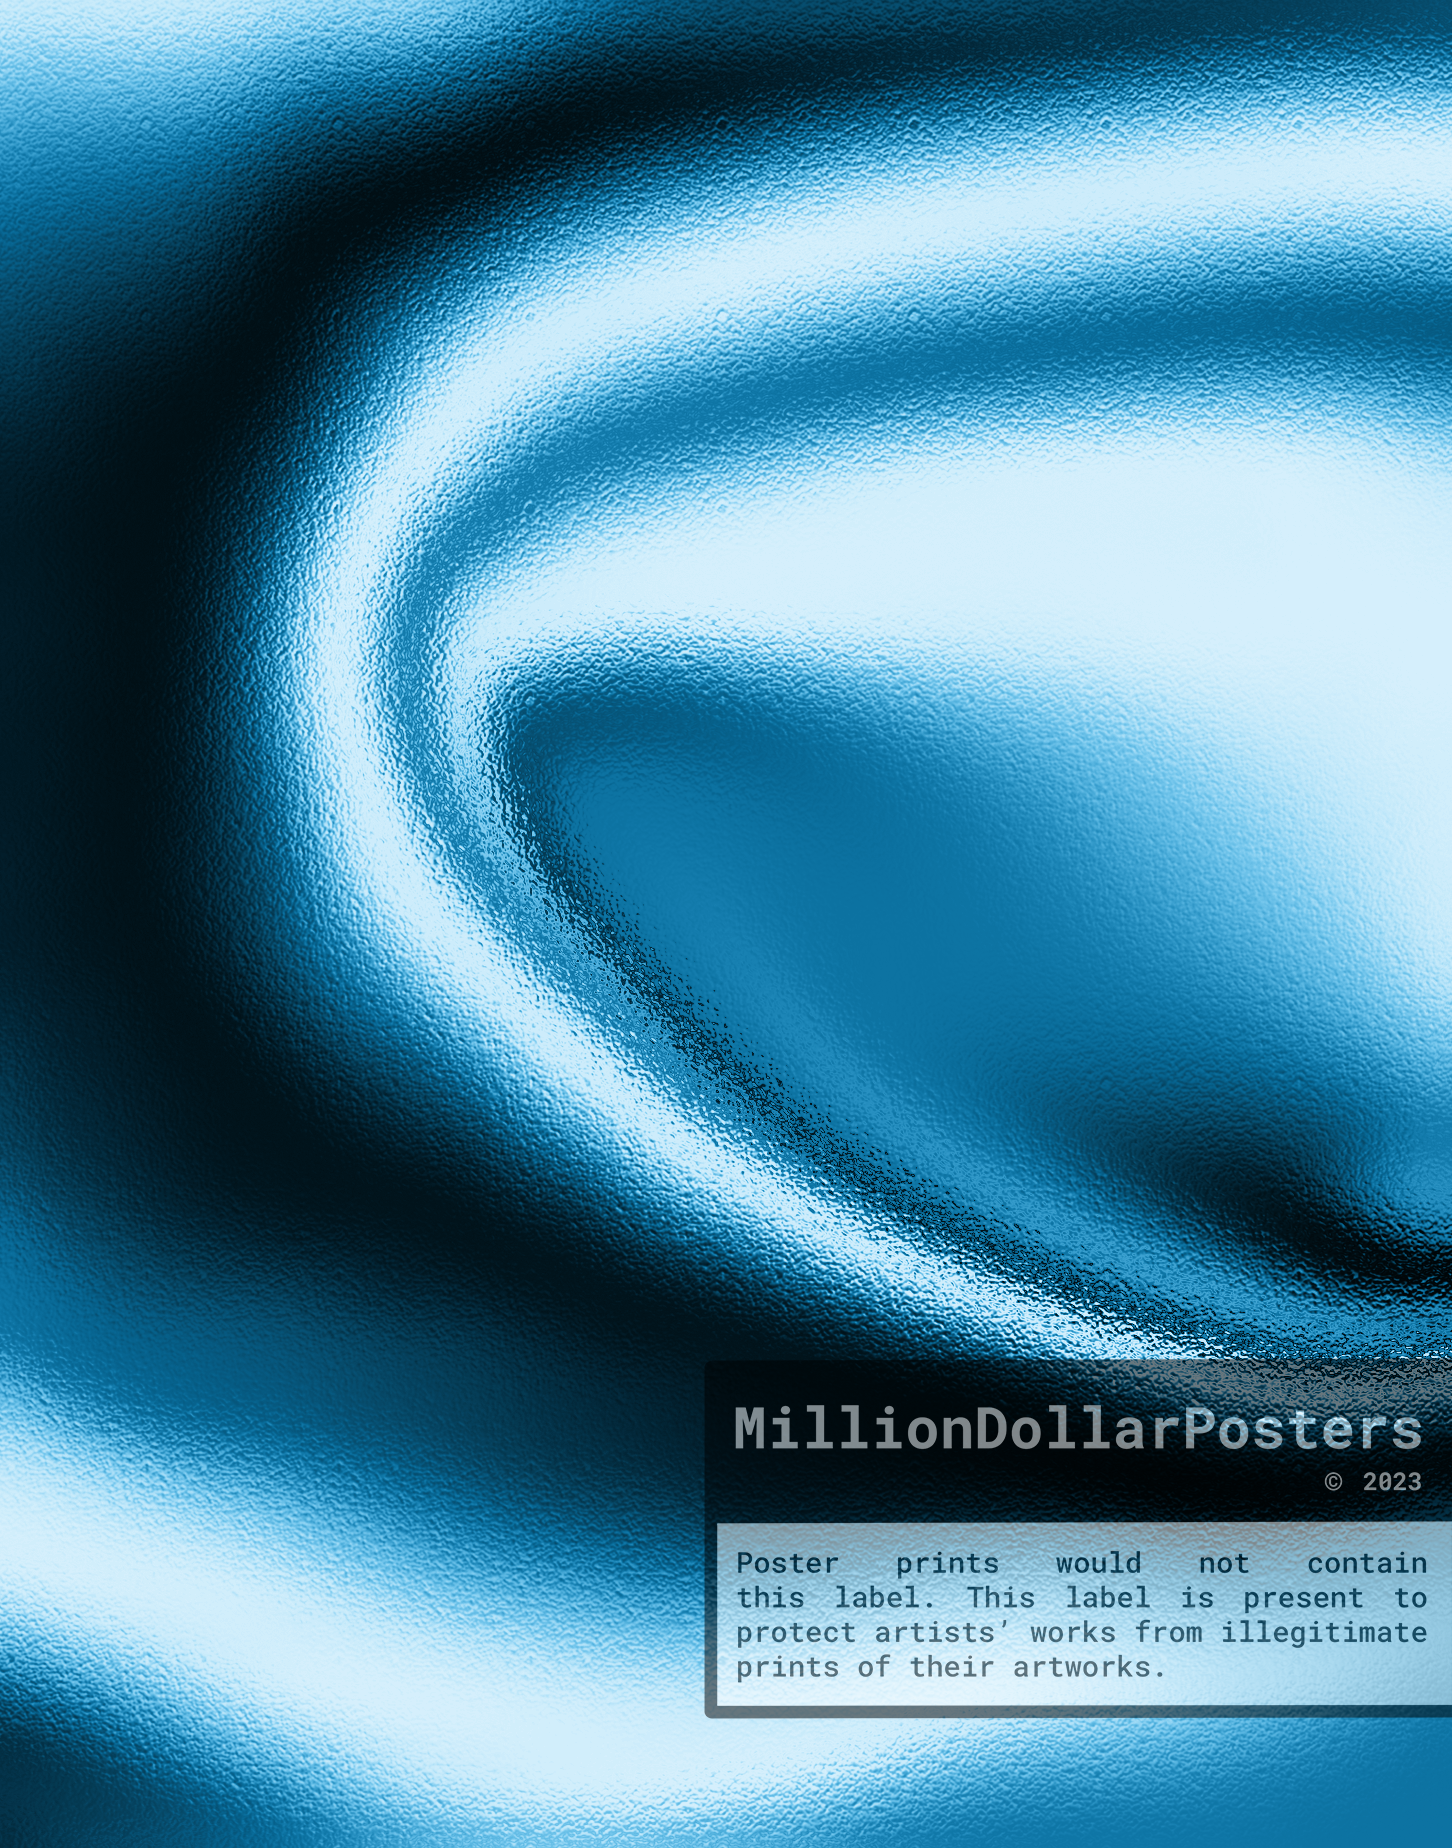 MillionDollarPosters
© 2023
Poster prints would not contain
this label. This label is present to
protect artists’ works from illegitimate
prints of their artworks.